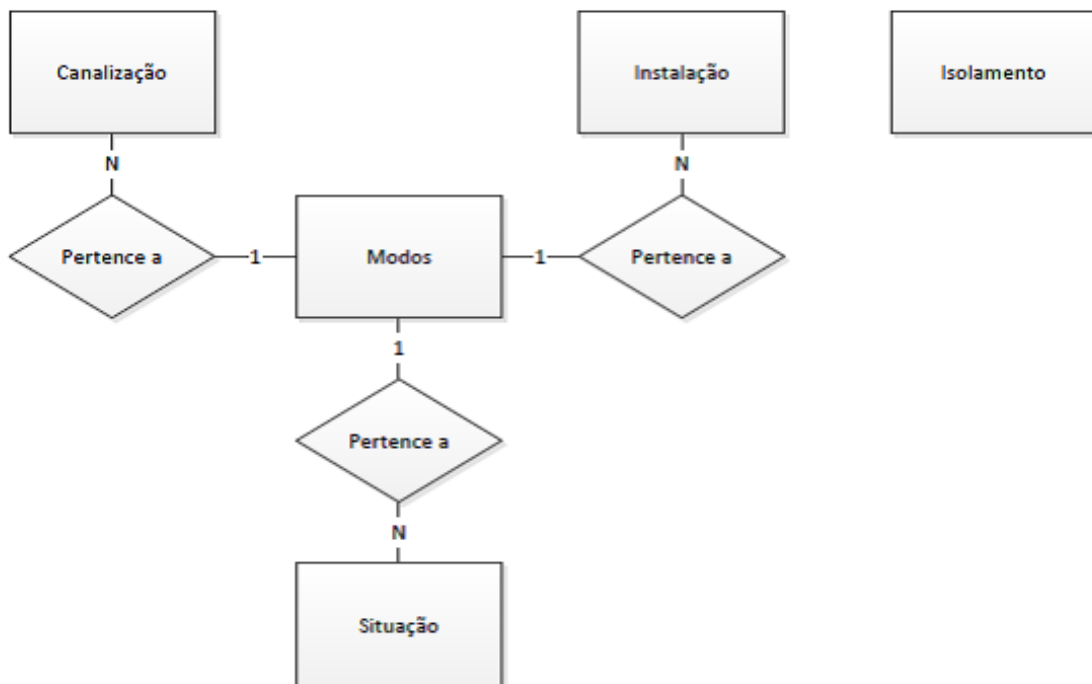 Canalização
Instalação
Isolamento
N
N
Pertence a
1
Modos
1
Pertence a
1
Pertence a
N
Situação